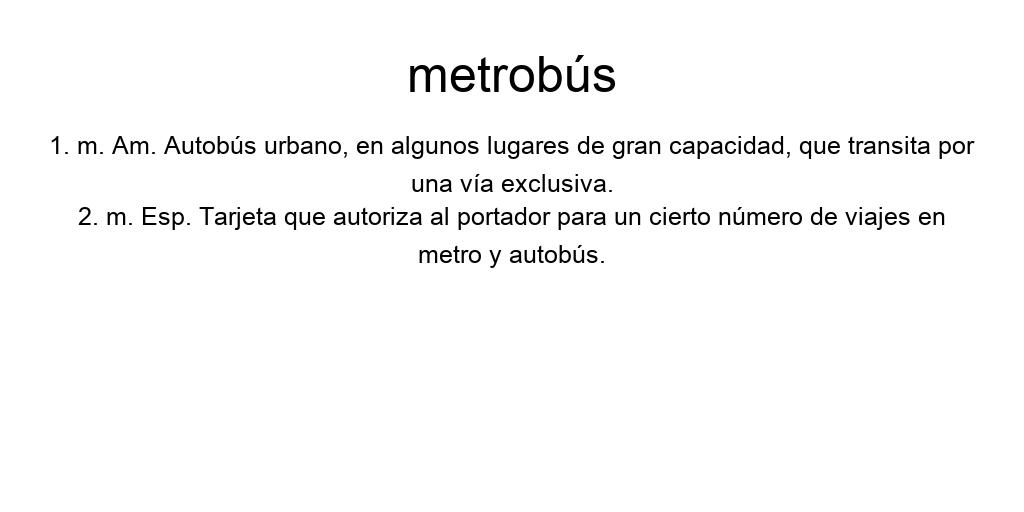 metrobús
1. m. Am. Autobús urbano, en algunos lugares de gran capacidad, que transita por
una vía exclusiva.
2. m. Esp. Tarjeta que autoriza al portador para un cierto número de viajes en
metro y autobús.